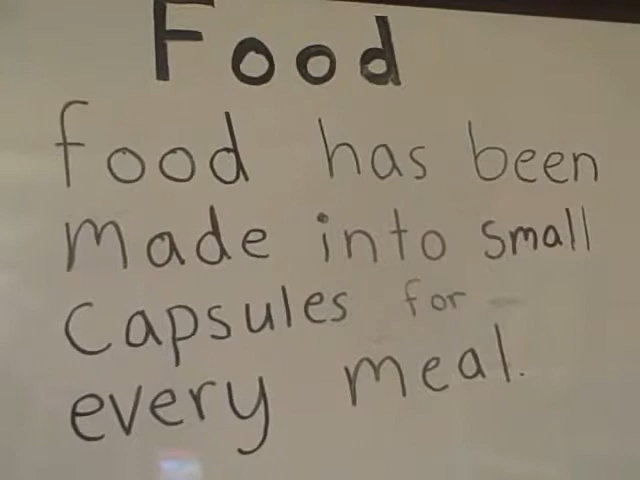 Food
food has been
made into small
capsules for
every meal.